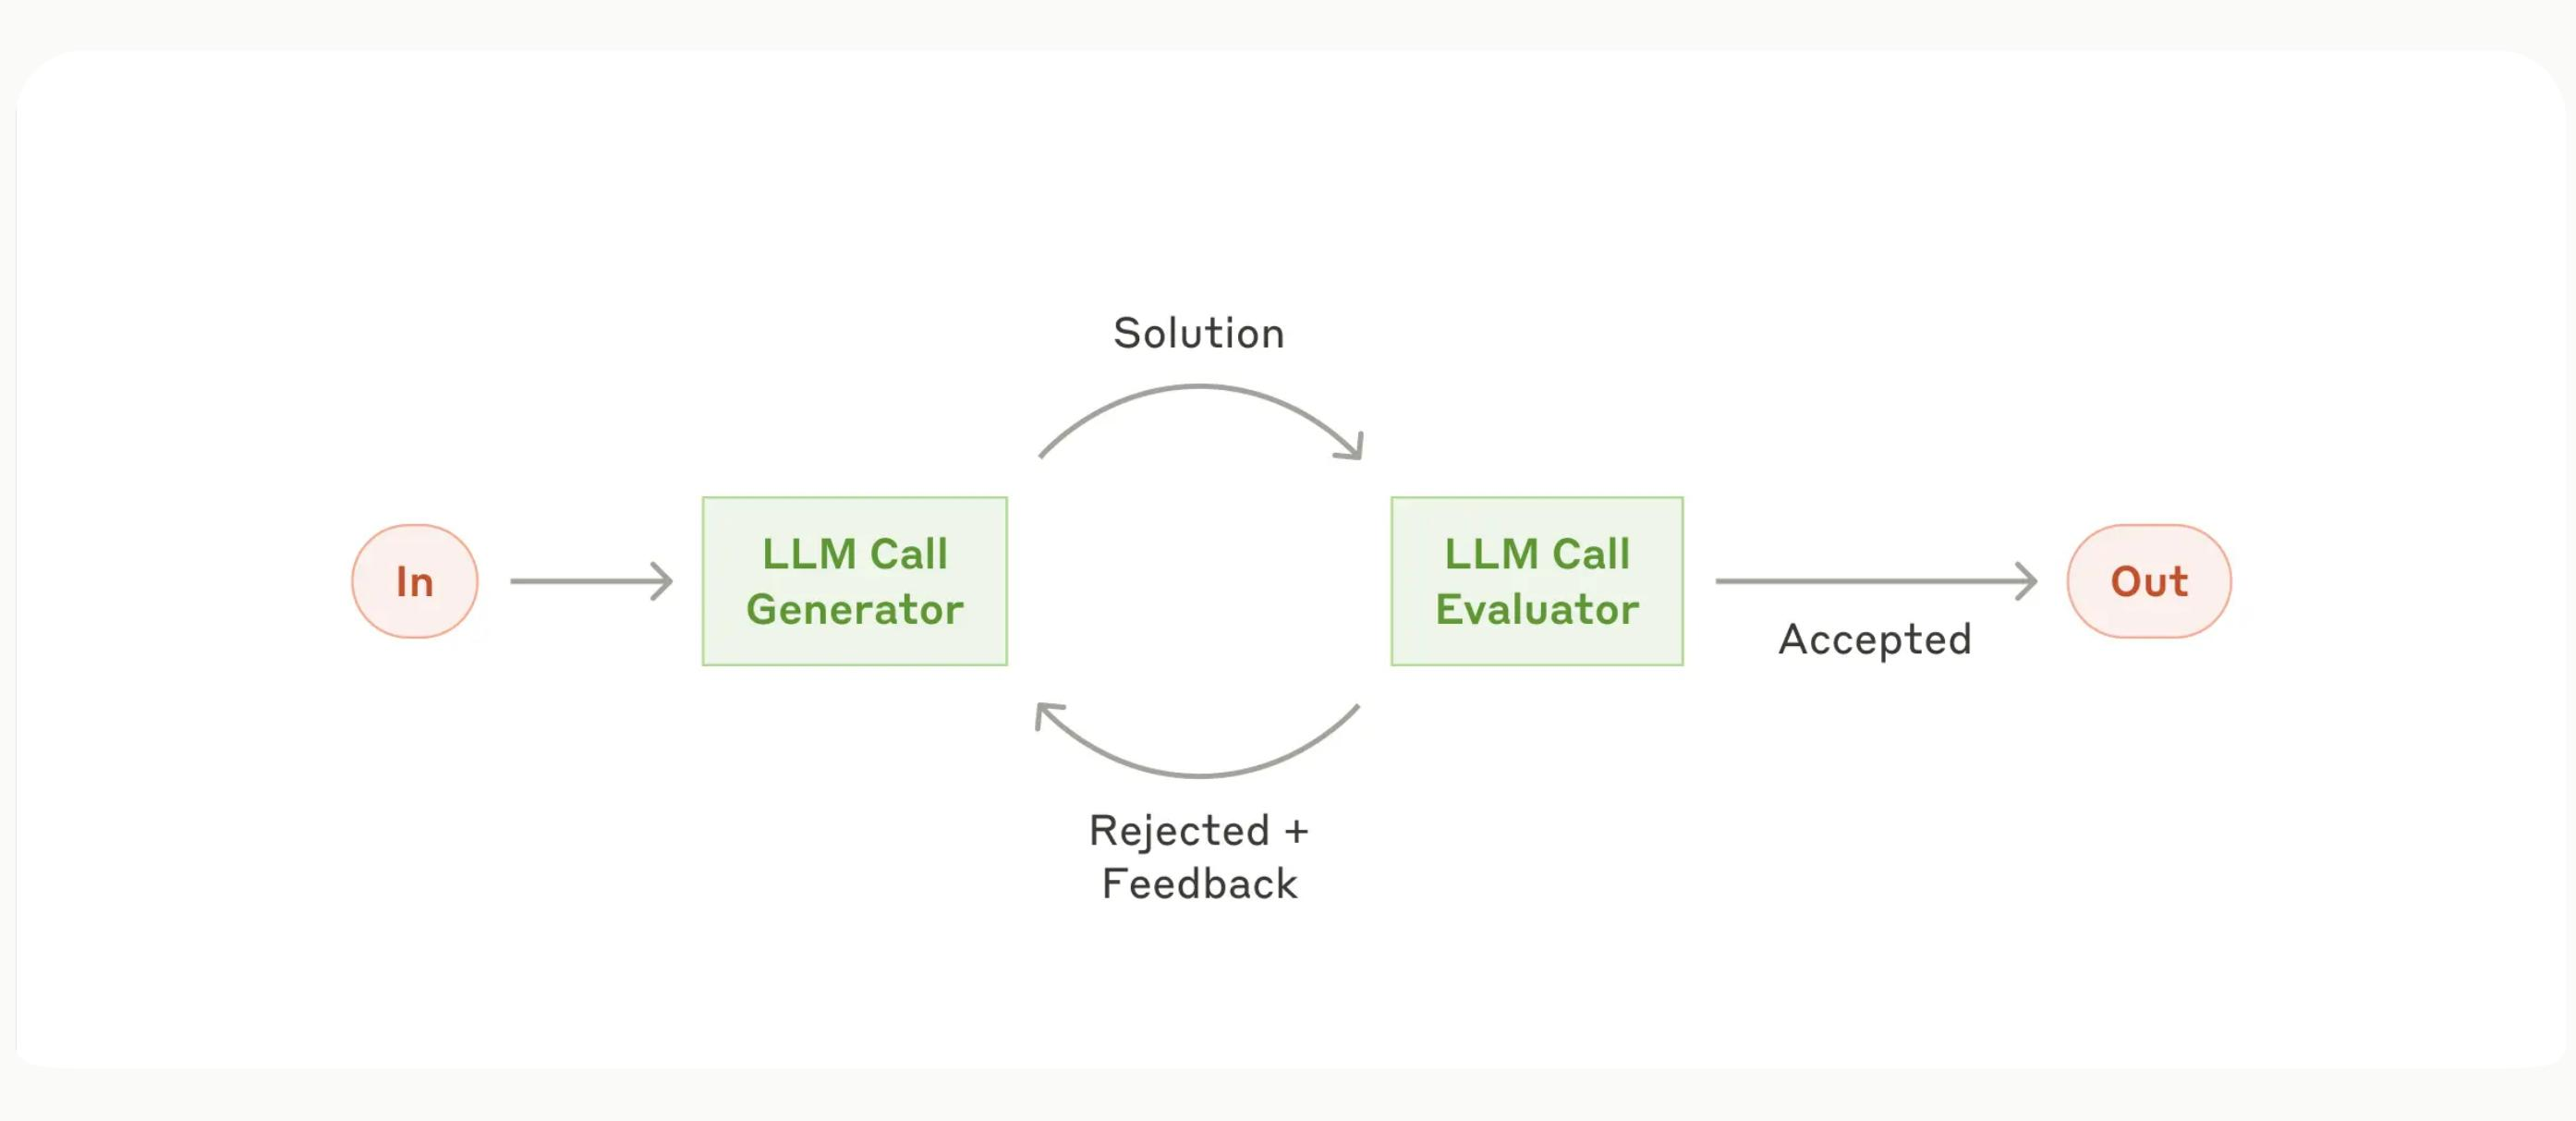 Solution
In
LLM Call
Generator
LLM Call
Evaluator
Accepted
Out
Rejected +
Feedback